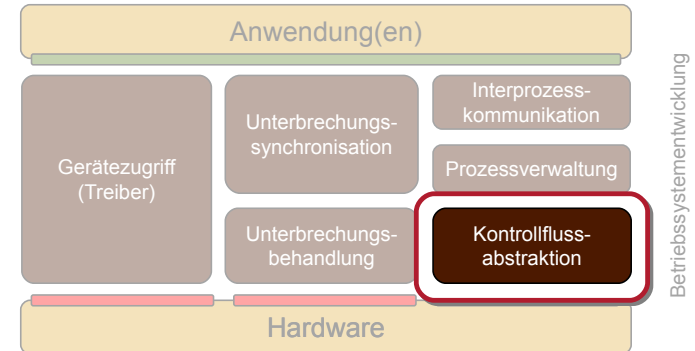 Anwendung(en)
Gerätezugriff
(Treiber)
Unterbrechungs-
synchronisation
Unterbrechungs-
behandlung
Interprozess-
kommunikation
Prozessverwaltung
Kontrollfluss-
abstraktion
Hardware
Betriebssystementwicklung